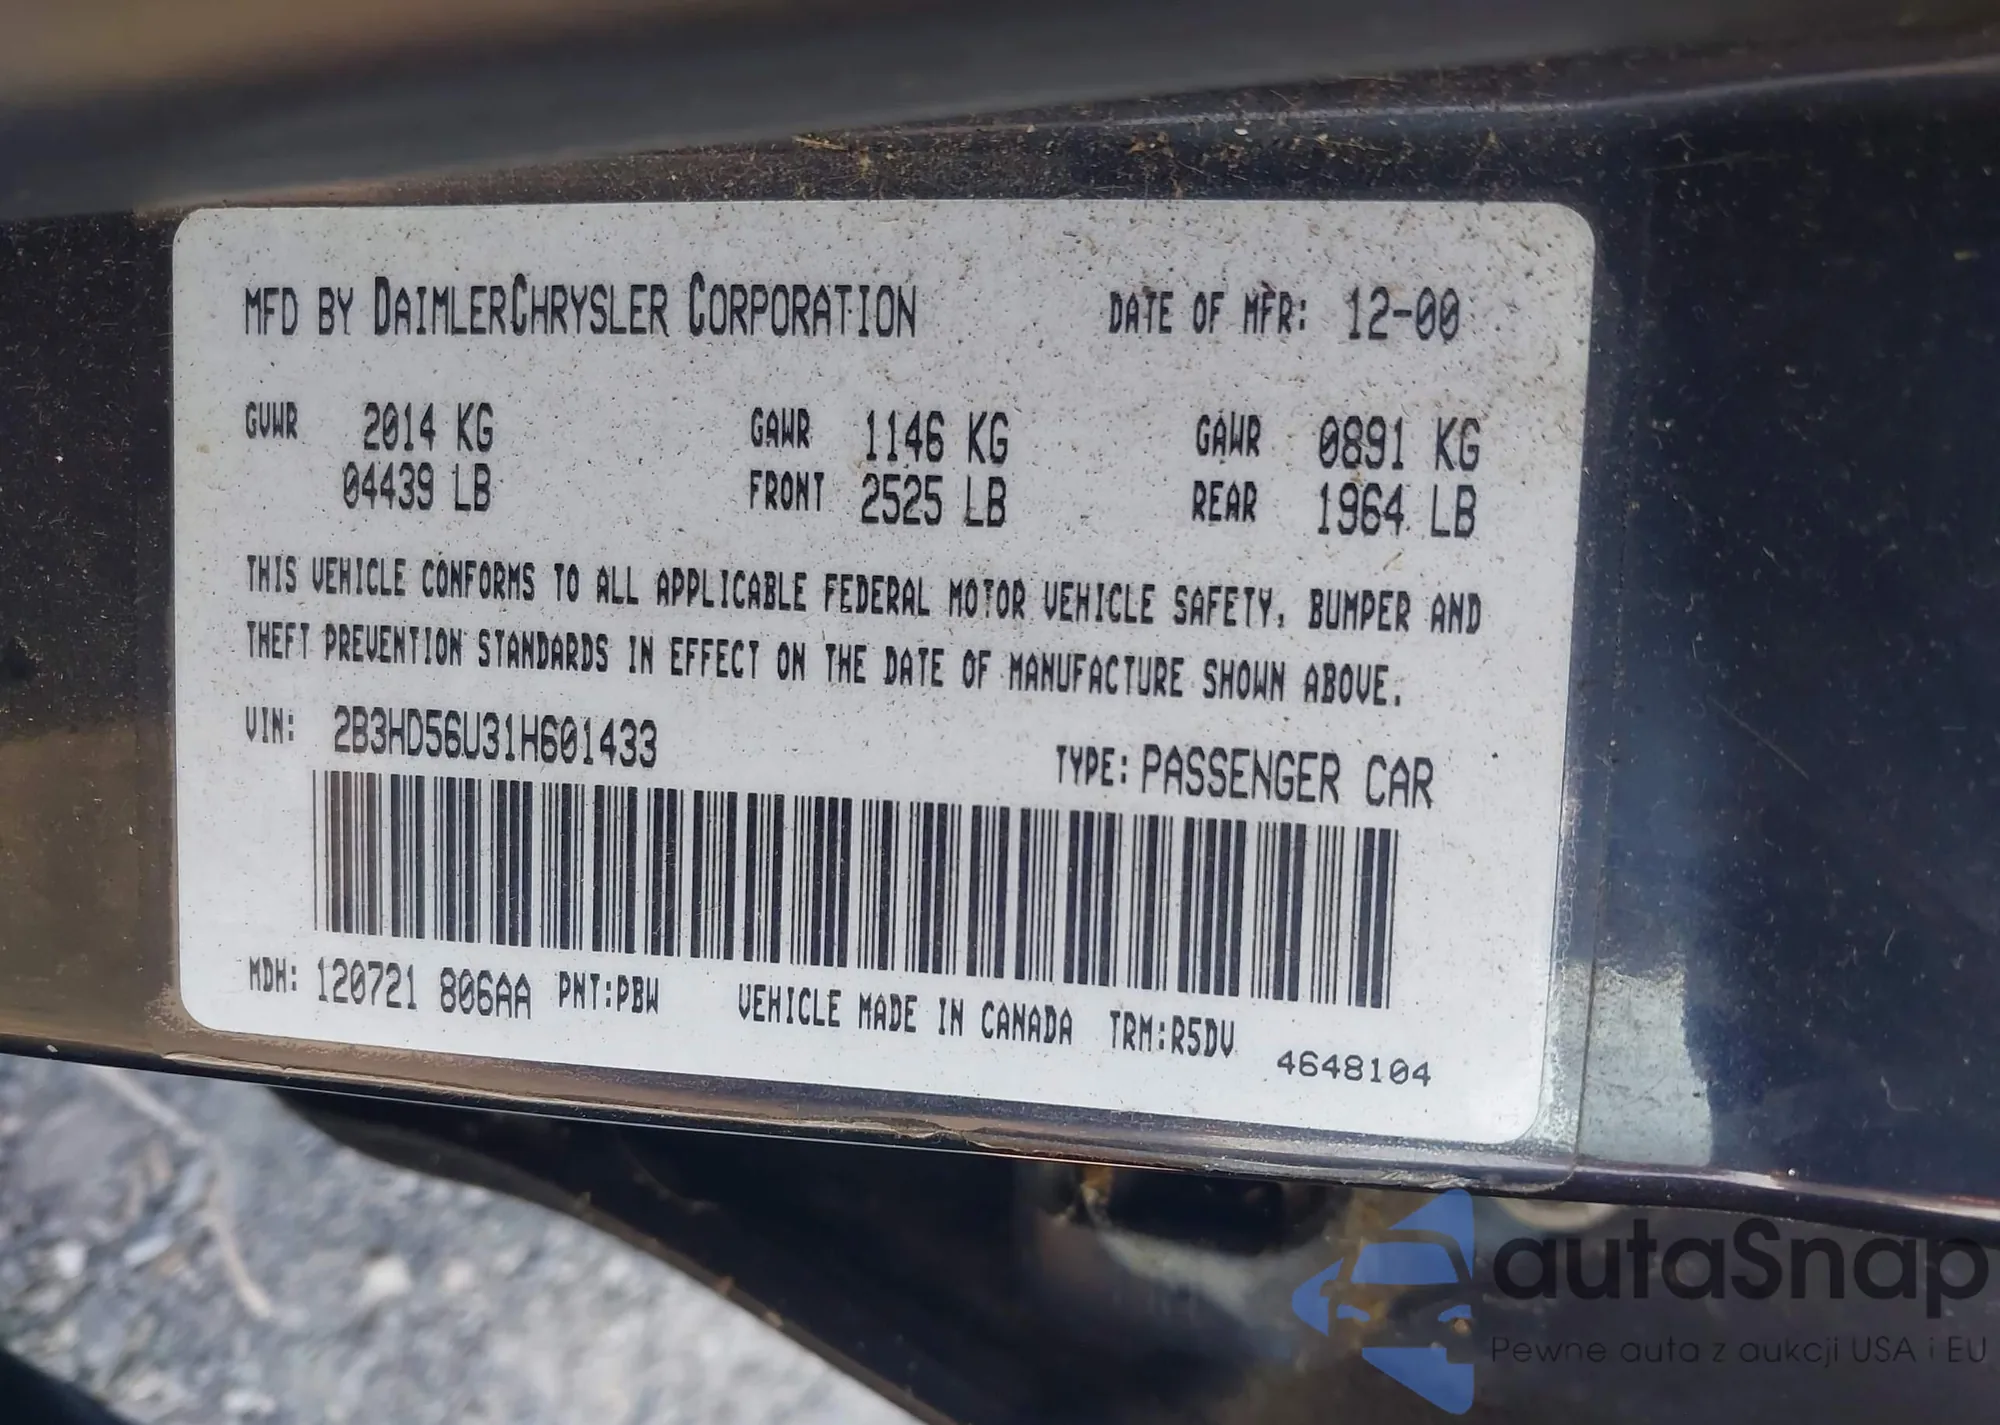 MFD BY DAIMLERCHRYSLER CORPORATION DATE OF MFR: 12-00
GVWR 2014 KG GAWR 1146 KG GAWR 0891 KG
04439 LB FRONT 2525 LB REAR 1964 LB
THIS VEHICLE CONFORMS TO ALL APPLICABLE FEDERAL MOTOR VEHICLE SAFETY, BUMPER AND
THEFT PREVENTION STANDARDS IN EFFECT ON THE DATE OF MANUFACTURE SHOWN ABOVE.
VIN: 2B3HD56U31H601433 TYPE: PASSENGER CAR
MDH: 120721 806AA PNT:PBW VEHICLE MADE IN CANADA TRM:R5DV 4648104
autaSnap
Pewne auta z aukcji USA i EU